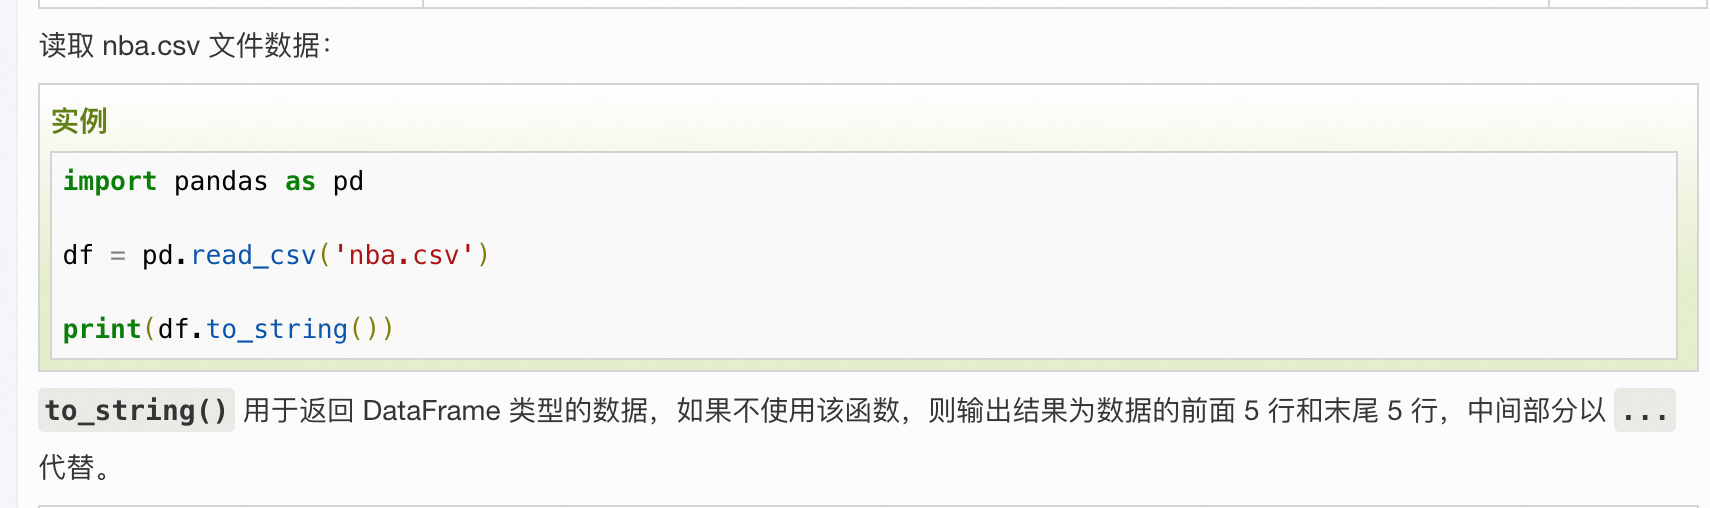 读取 nba.csv 文件数据：
实例
import pandas as pd
df = pd.read_csv('nba.csv')
print(df.to_string())
to_string() 用于返回 DataFrame 类型的数据，如果不使用该函数，则输出结果为数据的前面 5 行和末尾 5 行，中间部分以 ...
代替。